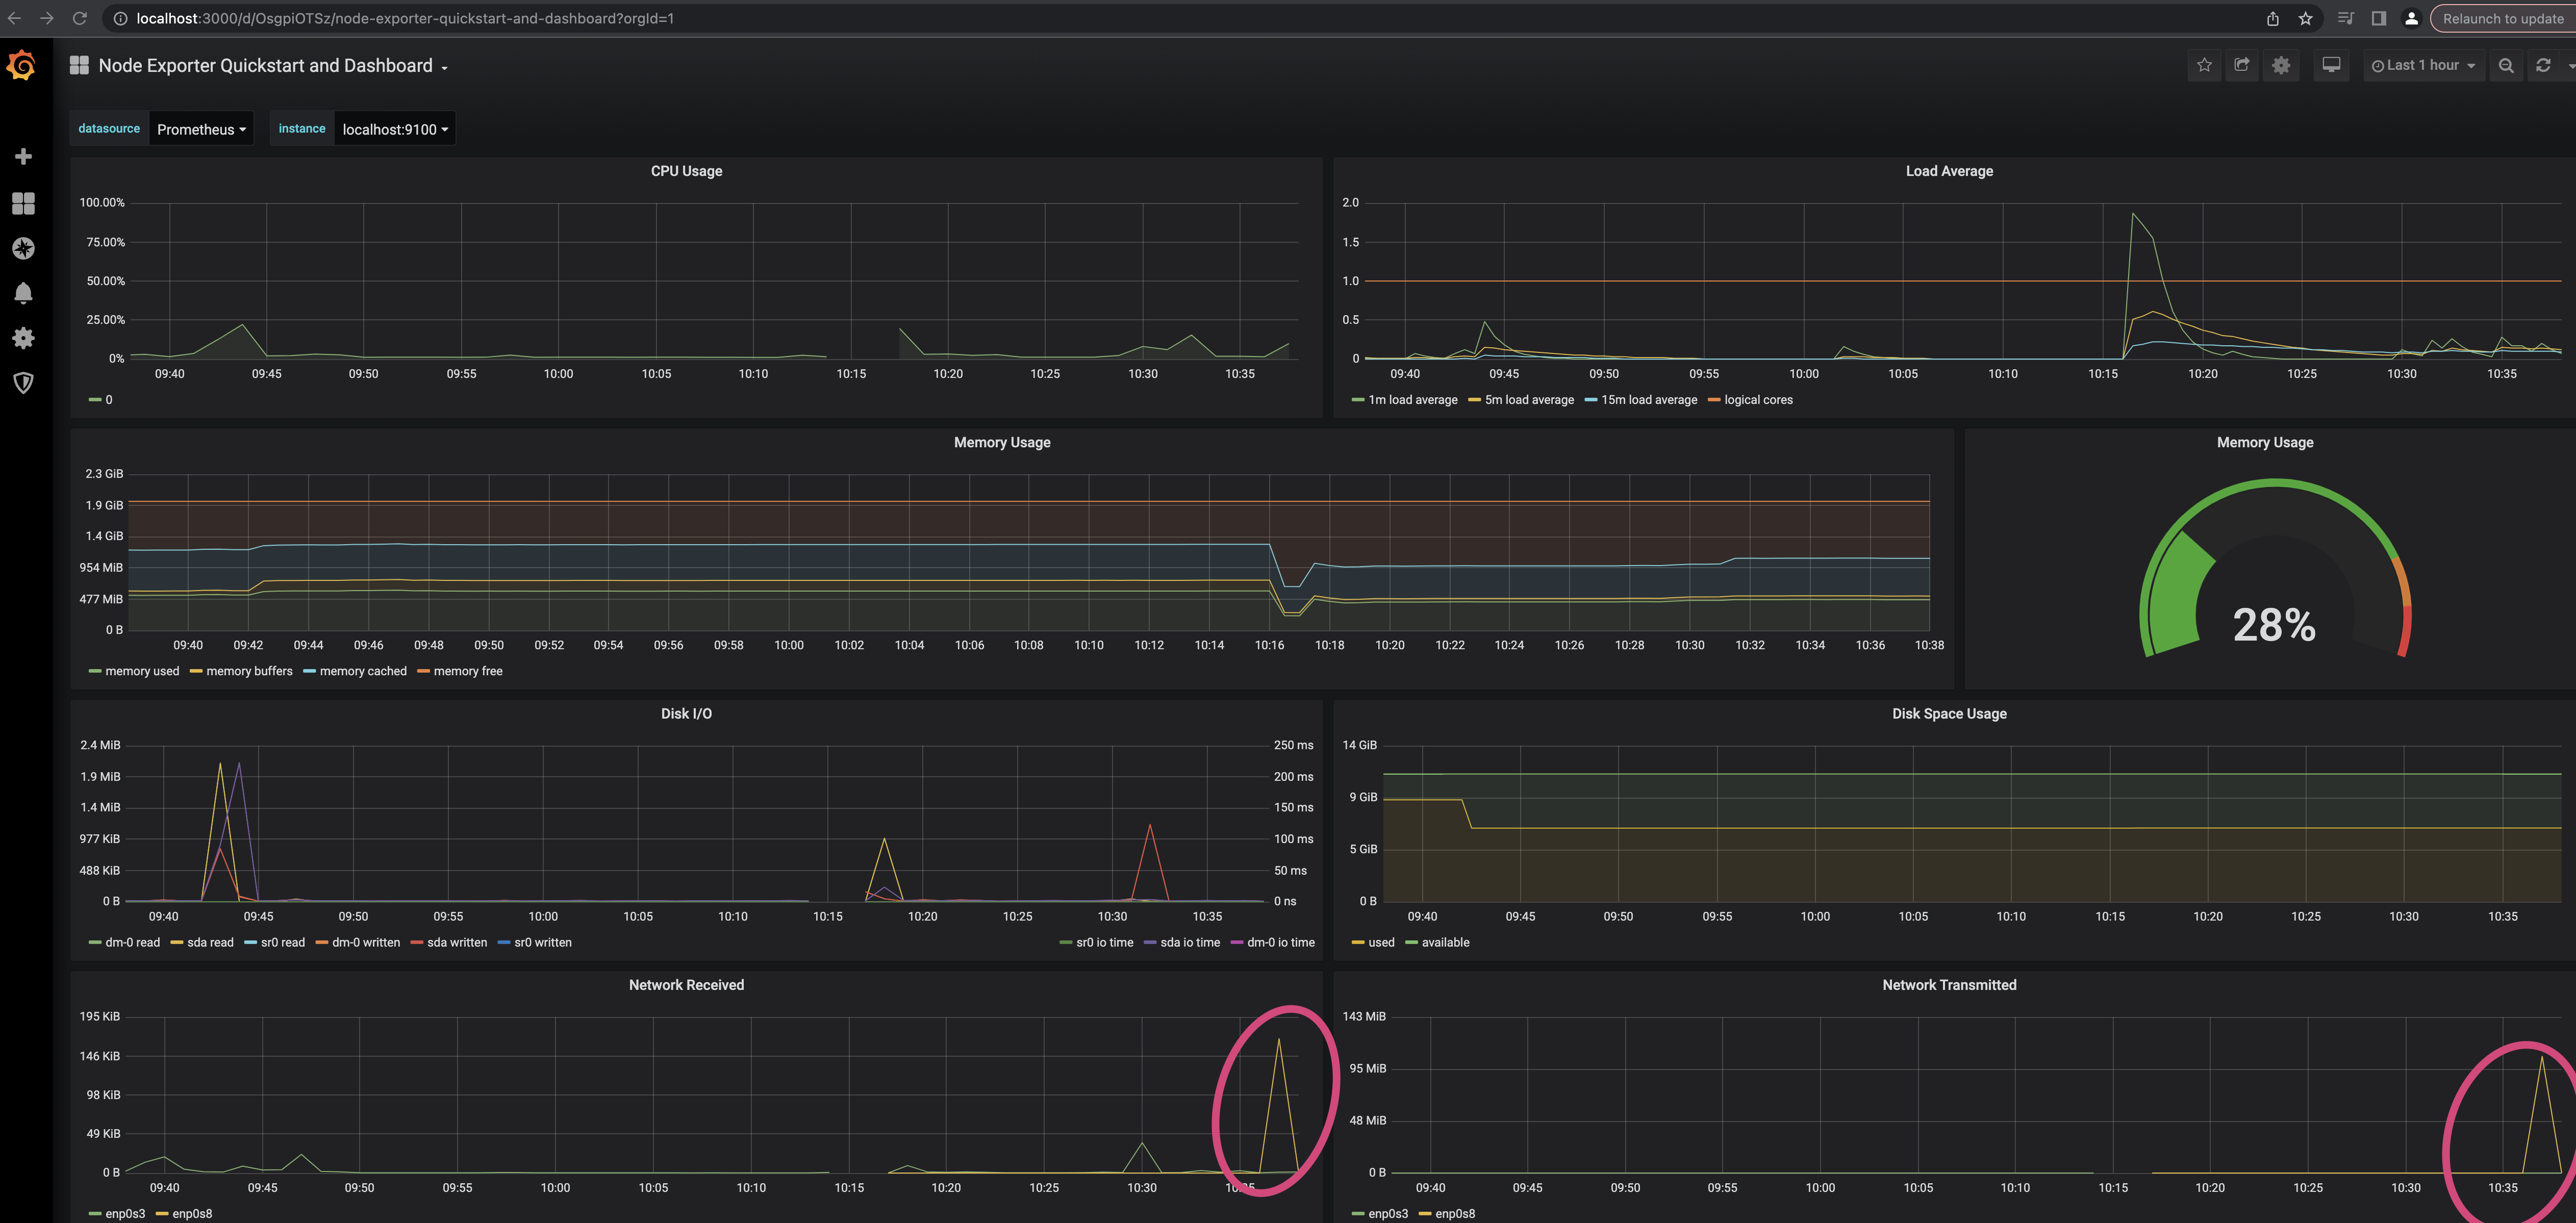 localhost:3000/d/OsgpiOTSz/node-exporter-quickstart-and-dashboard?orgId=1
Relaunch to update
Node Exporter Quickstart and Dashboard
Last 1 hour
datasource Prometheus instance localhost:9100
CPU Usage
100.00%
75.00%
50.00%
25.00%
0%
09:40 09:45 09:50 09:55 10:00 10:05 10:10 10:15 10:20 10:25 10:30 10:35
0
Load Average
2.0
1.5
1.0
0.5
0
09:40 09:45 09:50 09:55 10:00 10:05 10:10 10:15 10:20 10:25 10:30 10:35
1m load average 5m load average 15m load average logical cores
Memory Usage
2.3 GiB
1.9 GiB
1.4 GiB
954 MiB
477 MiB
0 B
09:40 09:42 09:44 09:46 09:48 09:50 09:52 09:54 09:56 09:58 10:00 10:02 10:04 10:06 10:08 10:10 10:12 10:14 10:16 10:18 10:20 10:22 10:24 10:26 10:28 10:30 10:32 10:34 10:36 10:38
memory used memory buffers memory cached memory free
Memory Usage
28%
Disk I/O
2.4 MiB
1.9 MiB
1.4 MiB
977 KiB
488 KiB
0 B
250 ms
200 ms
150 ms
100 ms
50 ms
0 ns
09:40 09:45 09:50 09:55 10:00 10:05 10:10 10:15 10:20 10:25 10:30 10:35
dm-0 read sda read sr0 read dm-0 written sda written sr0 written sr0 io time sda io time dm-0 io time
Disk Space Usage
14 GiB
9 GiB
5 GiB
0 B
09:40 09:45 09:50 09:55 10:00 10:05 10:10 10:15 10:20 10:25 10:30 10:35
used available
Network Received
195 KiB
146 KiB
98 KiB
49 KiB
0 B
09:40 09:45 09:50 09:55 10:00 10:05 10:10 10:15 10:20 10:25 10:30 10:35
enp0s3 enp0s8
Network Transmitted
143 MiB
95 MiB
48 MiB
0 B
09:40 09:45 09:50 09:55 10:00 10:05 10:10 10:15 10:20 10:25 10:30 10:35
enp0s3 enp0s8